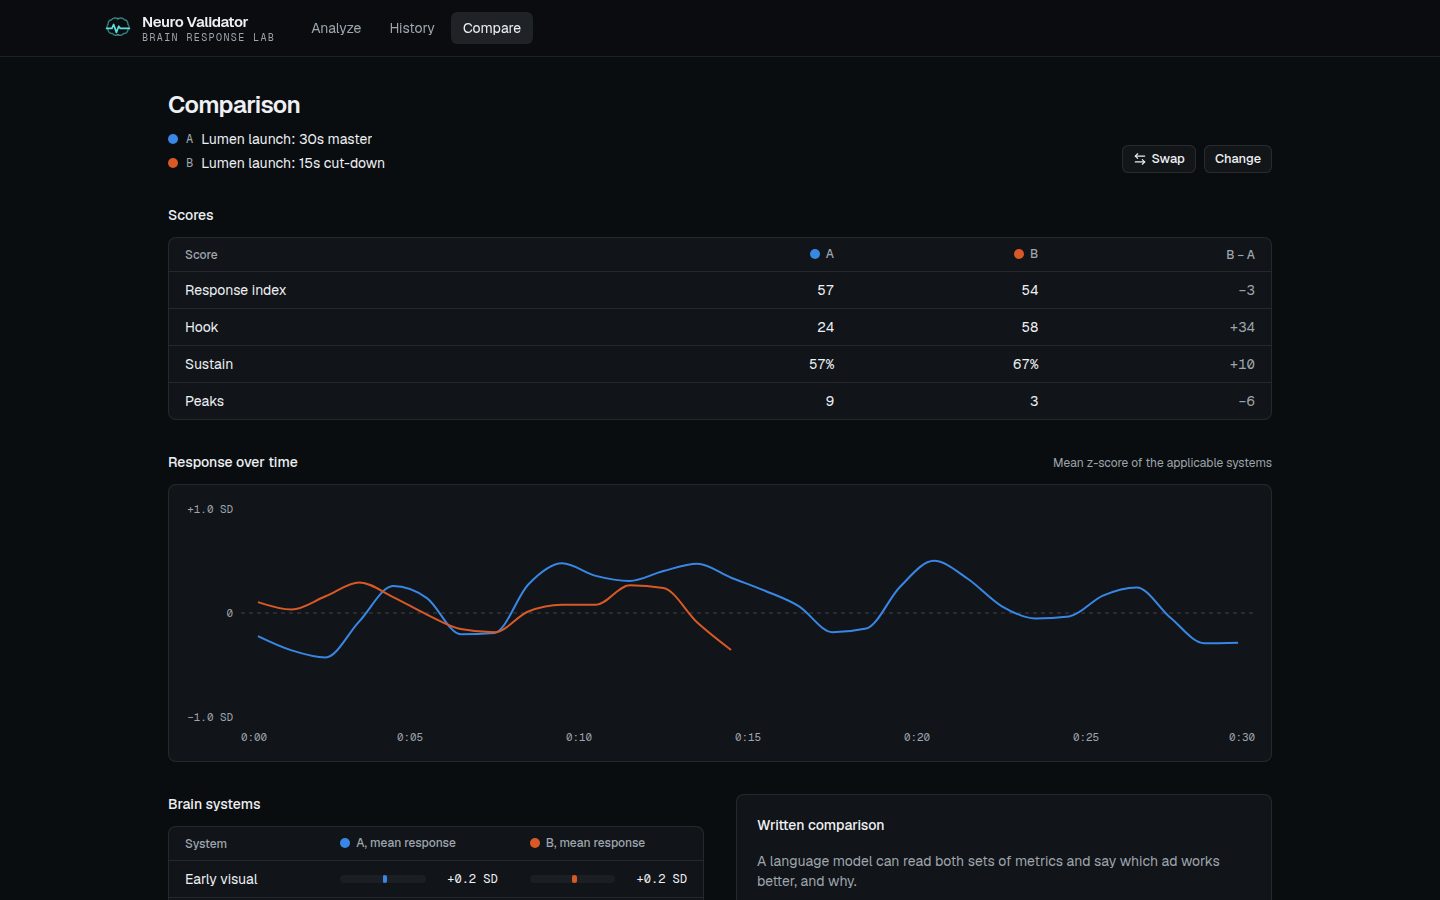 Neuro Validator
BRAIN RESPONSE LAB
Analyze History Compare
Comparison
A Lumen launch: 30s master
B Lumen launch: 15s cut-down
Swap Change
Scores
Score A B B – A
Response index 57 54 −3
Hook 24 58 +34
Sustain 57% 67% +10
Peaks 9 3 −6
Response over time Mean z-score of the applicable systems
+1.0 SD
0
−1.0 SD
0:00 0:05 0:10 0:15 0:20 0:25 0:30
Brain systems
System A, mean response B, mean response
Early visual +0.2 SD +0.2 SD
Written comparison
A language model can read both sets of metrics and say which ad works
better, and why.